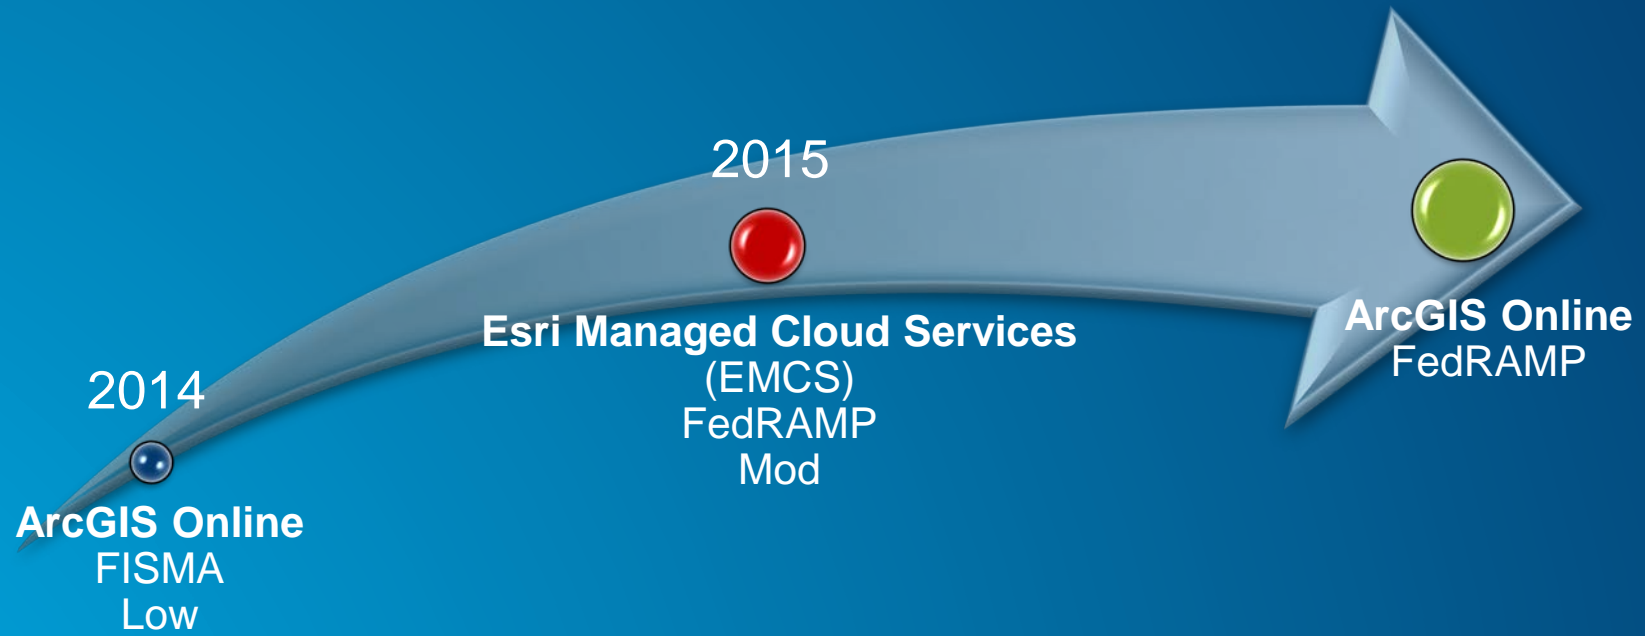 2014
ArcGIS Online
FISMA
Low
2015
Esri Managed Cloud Services
(EMCS)
FedRAMP
Mod
ArcGIS Online
FedRAMP